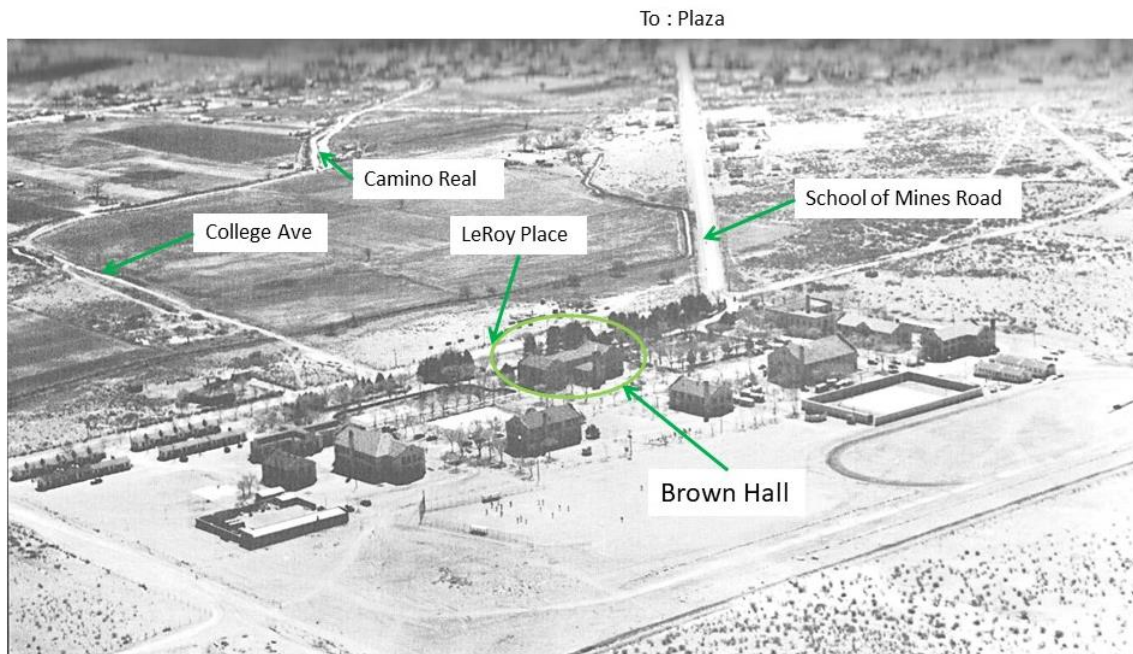 To : Plaza
Camino Real
School of Mines Road
College Ave
LeRoy Place
Brown Hall